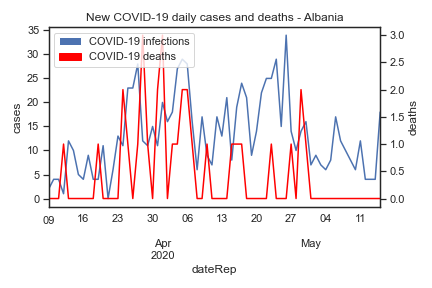 New COVID-19 daily cases and deaths - Albania
COVID-19 infections
COVID-19 deaths
cases
deaths
35
30
25
20
15
10
5
0
3.0
2.5
2.0
1.5
1.0
0.5
0.0
09 16 23 30 06 13 20 27 04 11
Apr May
2020
dateRep